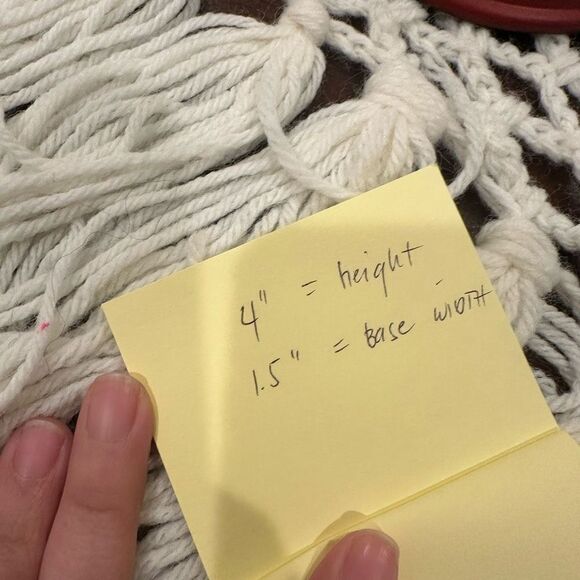 4" = height
1.5" = Base width